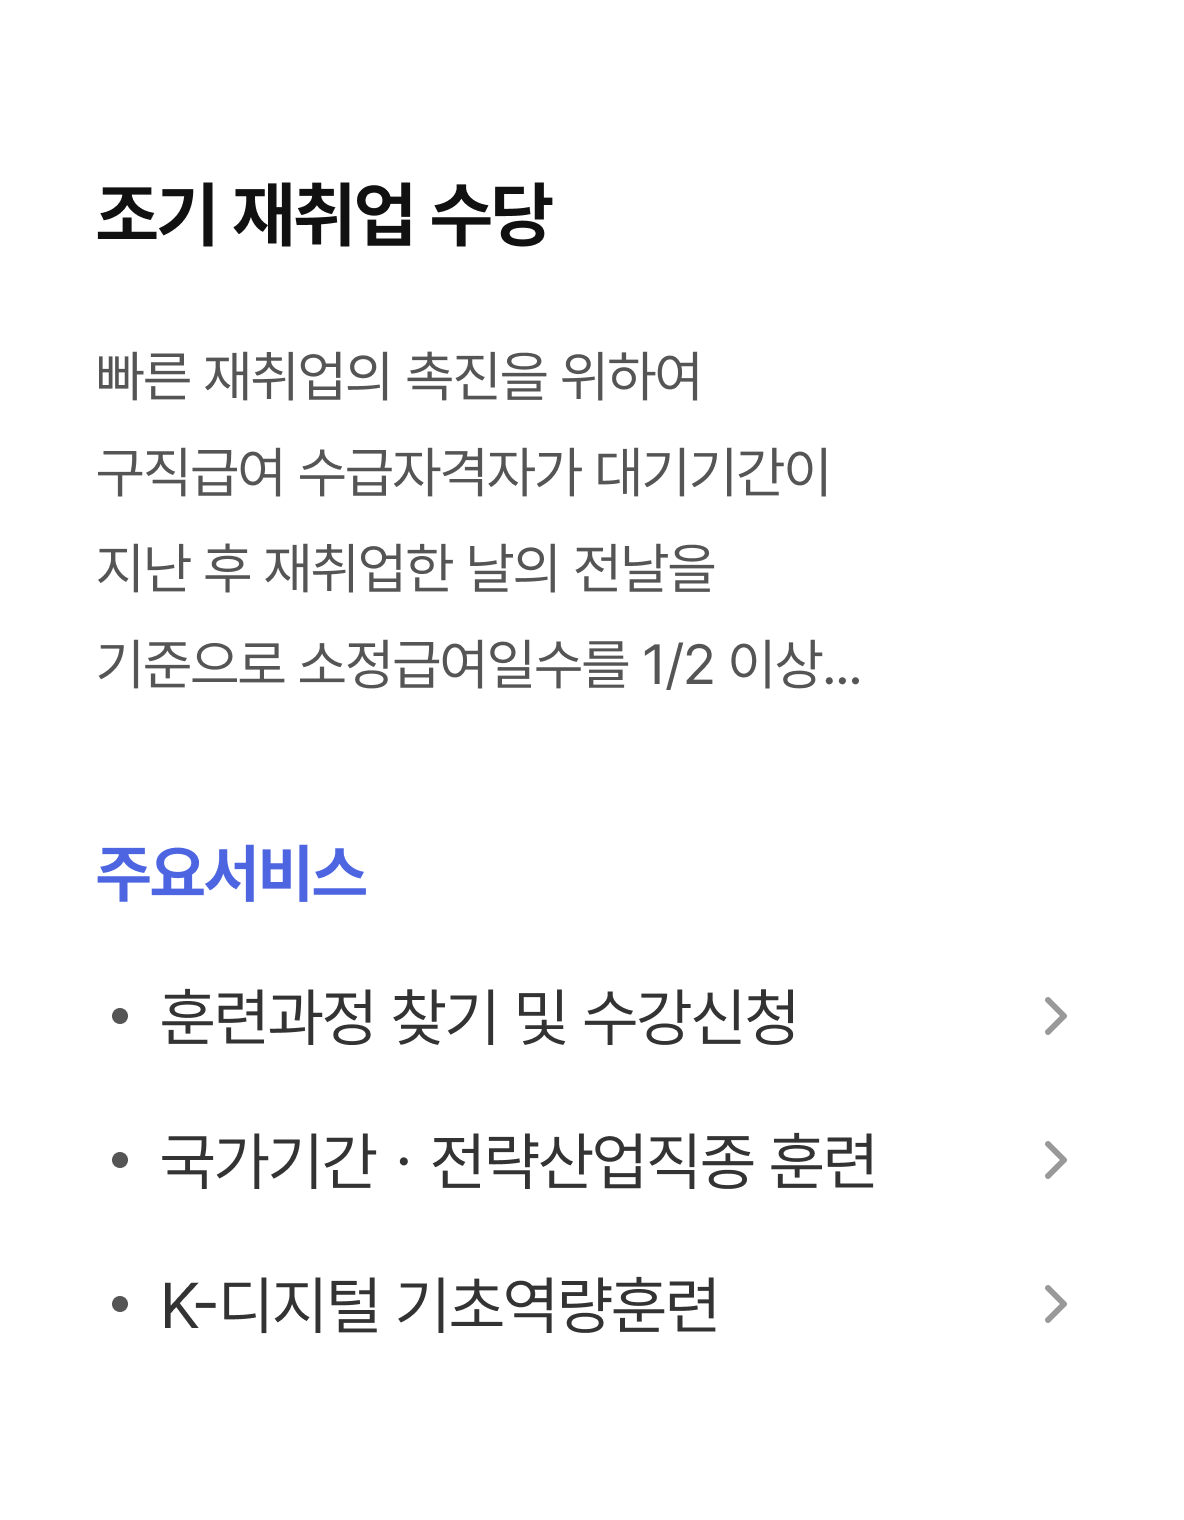 조기 재취업 수당
빠른 재취업의 촉진을 위하여
구직급여 수급자격자가 대기기간이
지난 후 재취업한 날의 전날을
기준으로 소정급여일수를 1/2 이상...
주요서비스
• 훈련과정 찾기 및 수강신청
• 국가기간 · 전략산업직종 훈련
• K-디지털 기초역량훈련